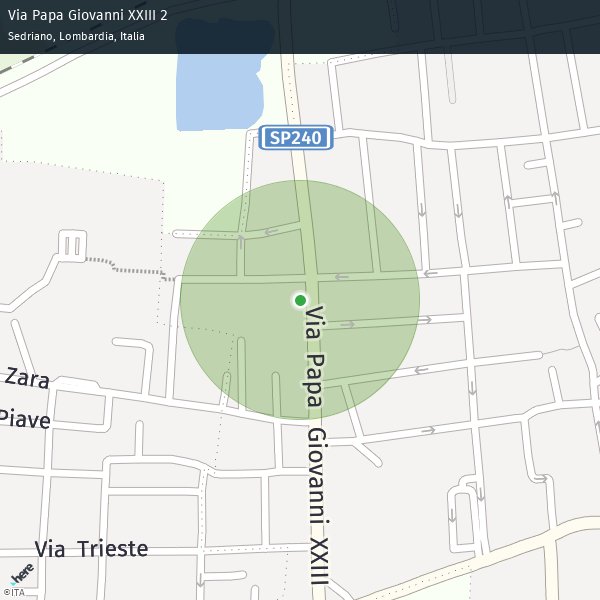 Via Papa Giovanni XXIII 2
Sedriano, Lombardia, Italia
SP240
Via Papa Giovanni XXIII
Zara
Piave
Via Trieste
here
©ITA